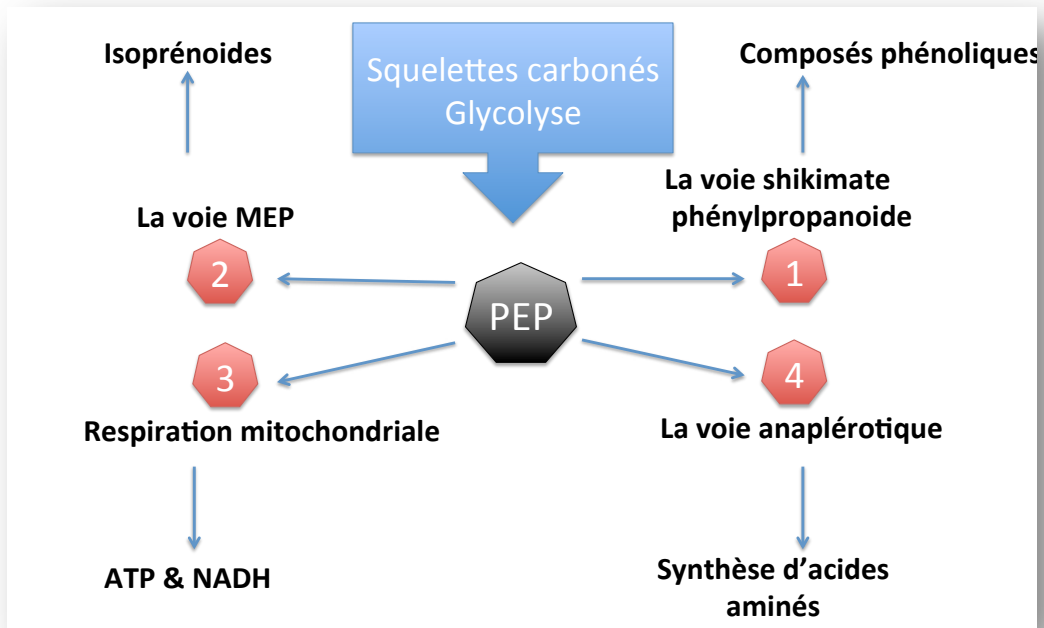 Isoprénoides
Squelettes carbonés
Glycolyse
Composés phénoliques
La voie MEP
La voie shikimate
phénylpropanoide
2
PEP
1
3
4
Respiration mitochondriale
La voie anaplérotique
ATP & NADH
Synthèse d’acides
aminés